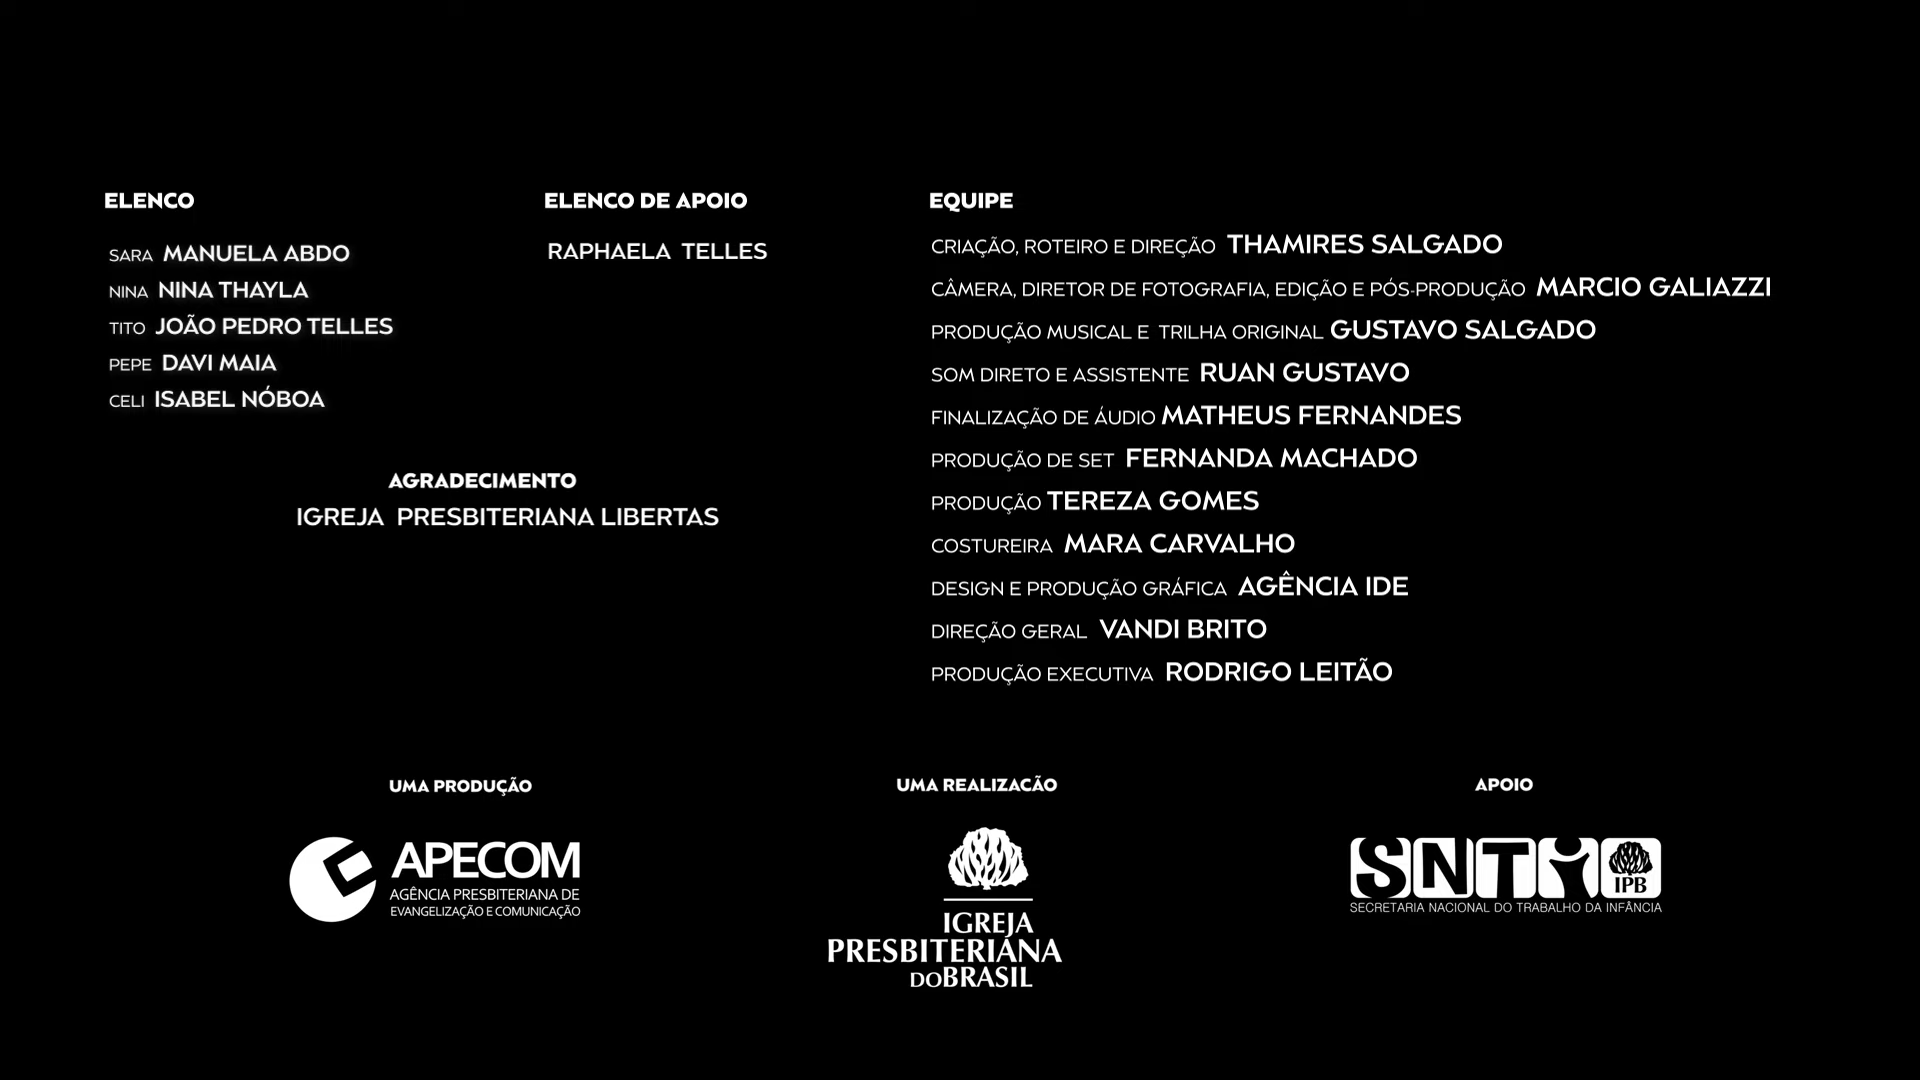 ELENCO
SARA MANUELA ABDO
NINA NINA THAYLA
TITO JOÃO PEDRO TELLES
PEPE DAVI MAIA
CELI ISABEL NÓBOA
ELENCO DE APOIO
RAPHAELA TELLES
AGRADECIMENTO
IGREJA PRESBITERIANA LIBERTAS
EQUIPE
CRIAÇÃO, ROTEIRO E DIREÇÃO THAMIRES SALGADO
CÂMERA, DIRETOR DE FOTOGRAFIA, EDIÇÃO E PÓS-PRODUÇÃO MARCIO GALIAZZI
PRODUÇÃO MUSICAL E TRILHA ORIGINAL GUSTAVO SALGADO
SOM DIRETO E ASSISTENTE RUAN GUSTAVO
FINALIZAÇÃO DE ÁUDIO MATHEUS FERNANDES
PRODUÇÃO DE SET FERNANDA MACHADO
PRODUÇÃO TEREZA GOMES
COSTUREIRA MARA CARVALHO
DESIGN E PRODUÇÃO GRÁFICA AGÊNCIA IDE
DIREÇÃO GERAL VANDI BRITO
PRODUÇÃO EXECUTIVA RODRIGO LEITÃO
UMA PRODUÇÃO
APECOM
AGÊNCIA PRESBITERIANA DE
EVANGELIZAÇÃO E COMUNICAÇÃO
UMA REALIZACÃO
IGREJA
PRESBITERIANA
DO BRASIL
APOIO
SNTI
IPB
SECRETARIA NACIONAL DO TRABALHO DA INFÂNCIA